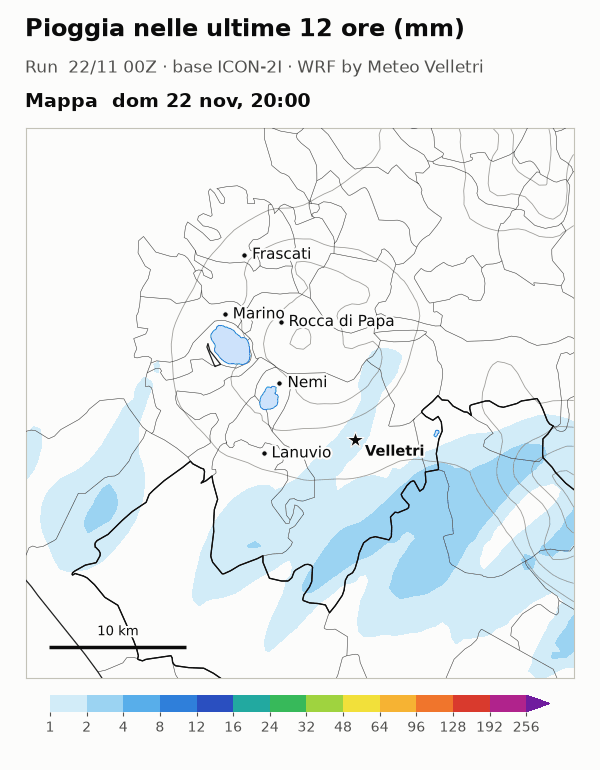 Pioggia nelle ultime 12 ore (mm)
Run  22/11 00Z · base ICON-2I · WRF by Meteo Velletri
Mappa  dom 22 nov, 20:00
Frascati
Marino
Rocca di Papa
Nemi
Velletri
Lanuvio
10 km
1 2 4 8 12 16 24 32 48 64 96 128 192 256